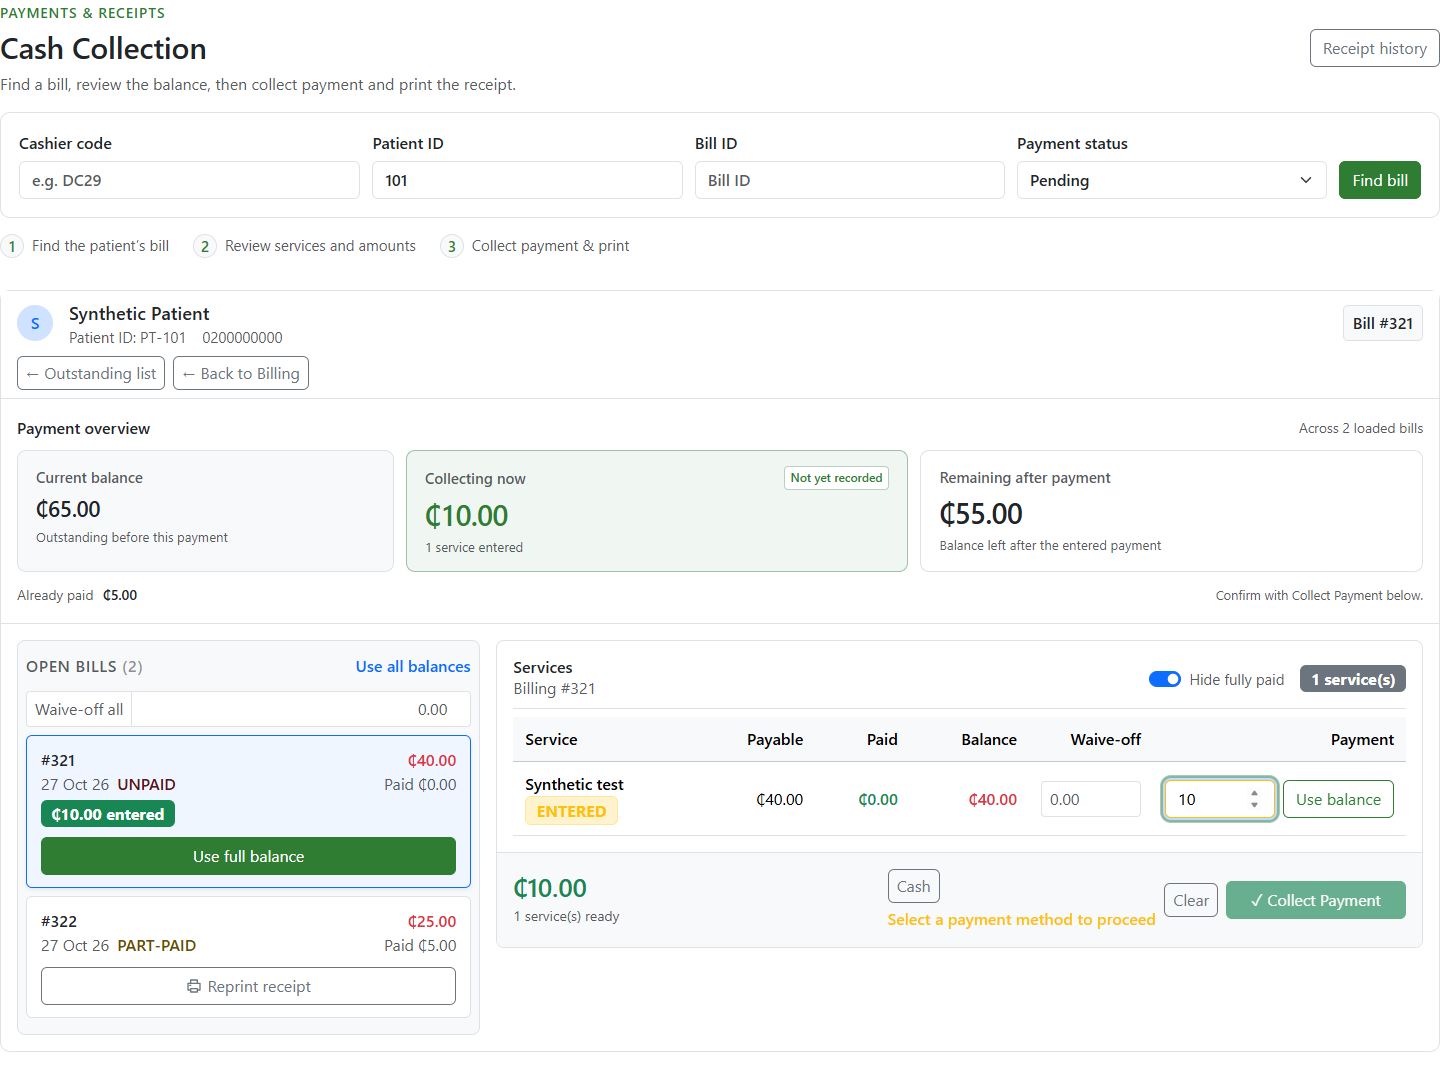 PAYMENTS & RECEIPTS
Cash Collection
Receipt history
Find a bill, review the balance, then collect payment and print the receipt.
Cashier code
Patient ID
Bill ID
Payment status
e.g. DC29
101
Bill ID
Pending
Find bill
1 Find the patient's bill
2 Review services and amounts
3 Collect payment & print
S
Synthetic Patient
Patient ID: PT-101 0200000000
Bill #321
← Outstanding list
← Back to Billing
Payment overview
Across 2 loaded bills
Current balance
₵65.00
Outstanding before this payment
Collecting now
Not yet recorded
₵10.00
1 service entered
Remaining after payment
₵55.00
Balance left after the entered payment
Already paid ₵5.00
Confirm with Collect Payment below.
OPEN BILLS (2)
Use all balances
Waive-off all
0.00
#321
₵40.00
27 Oct 26 UNPAID
Paid ₵0.00
₵10.00 entered
Use full balance
#322
₵25.00
27 Oct 26 PART-PAID
Paid ₵5.00
Reprint receipt
Services
Billing #321
Hide fully paid
1 service(s)
Service Payable Paid Balance Waive-off Payment
Synthetic test
ENTERED
₵40.00 ₵0.00 ₵40.00 0.00 10 Use balance
₵10.00
1 service(s) ready
Cash
Select a payment method to proceed
Clear
✓ Collect Payment